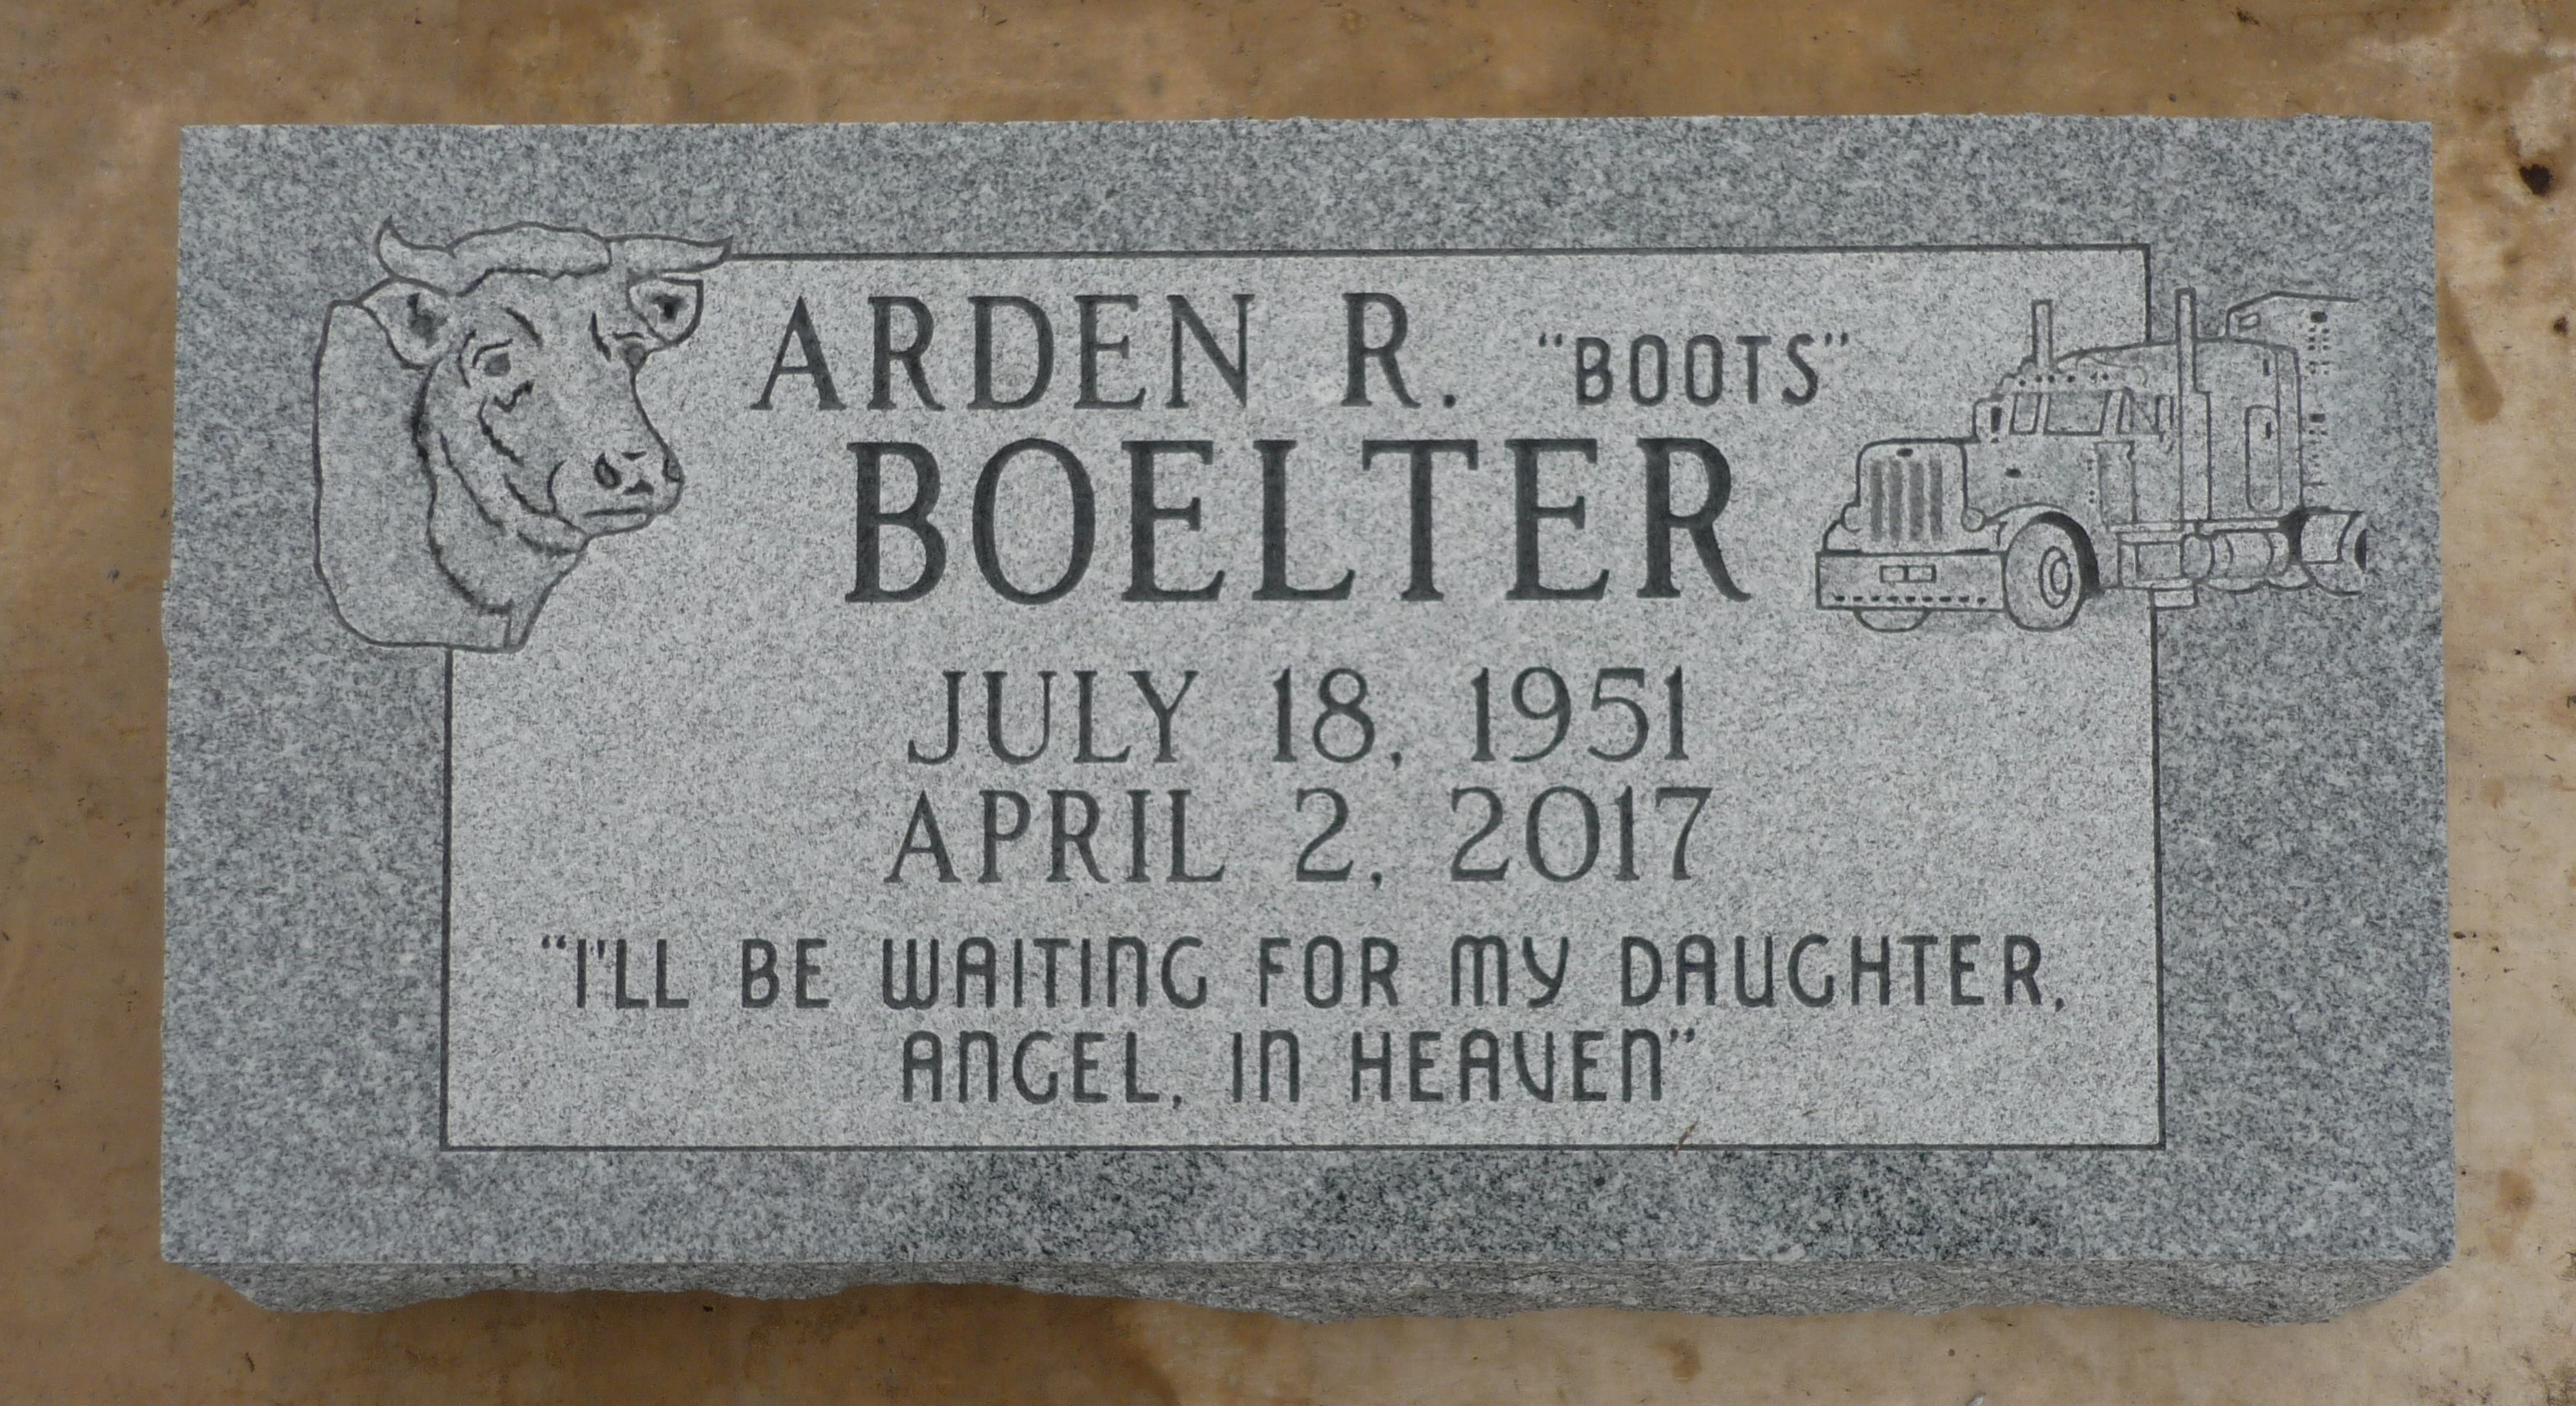 ARDEN R. “BOOTS”
BOELTER
JULY 18, 1951
APRIL 2, 2017
“I'LL BE WAITING FOR MY DAUGHTER,
ANGEL, IN HEAVEN”